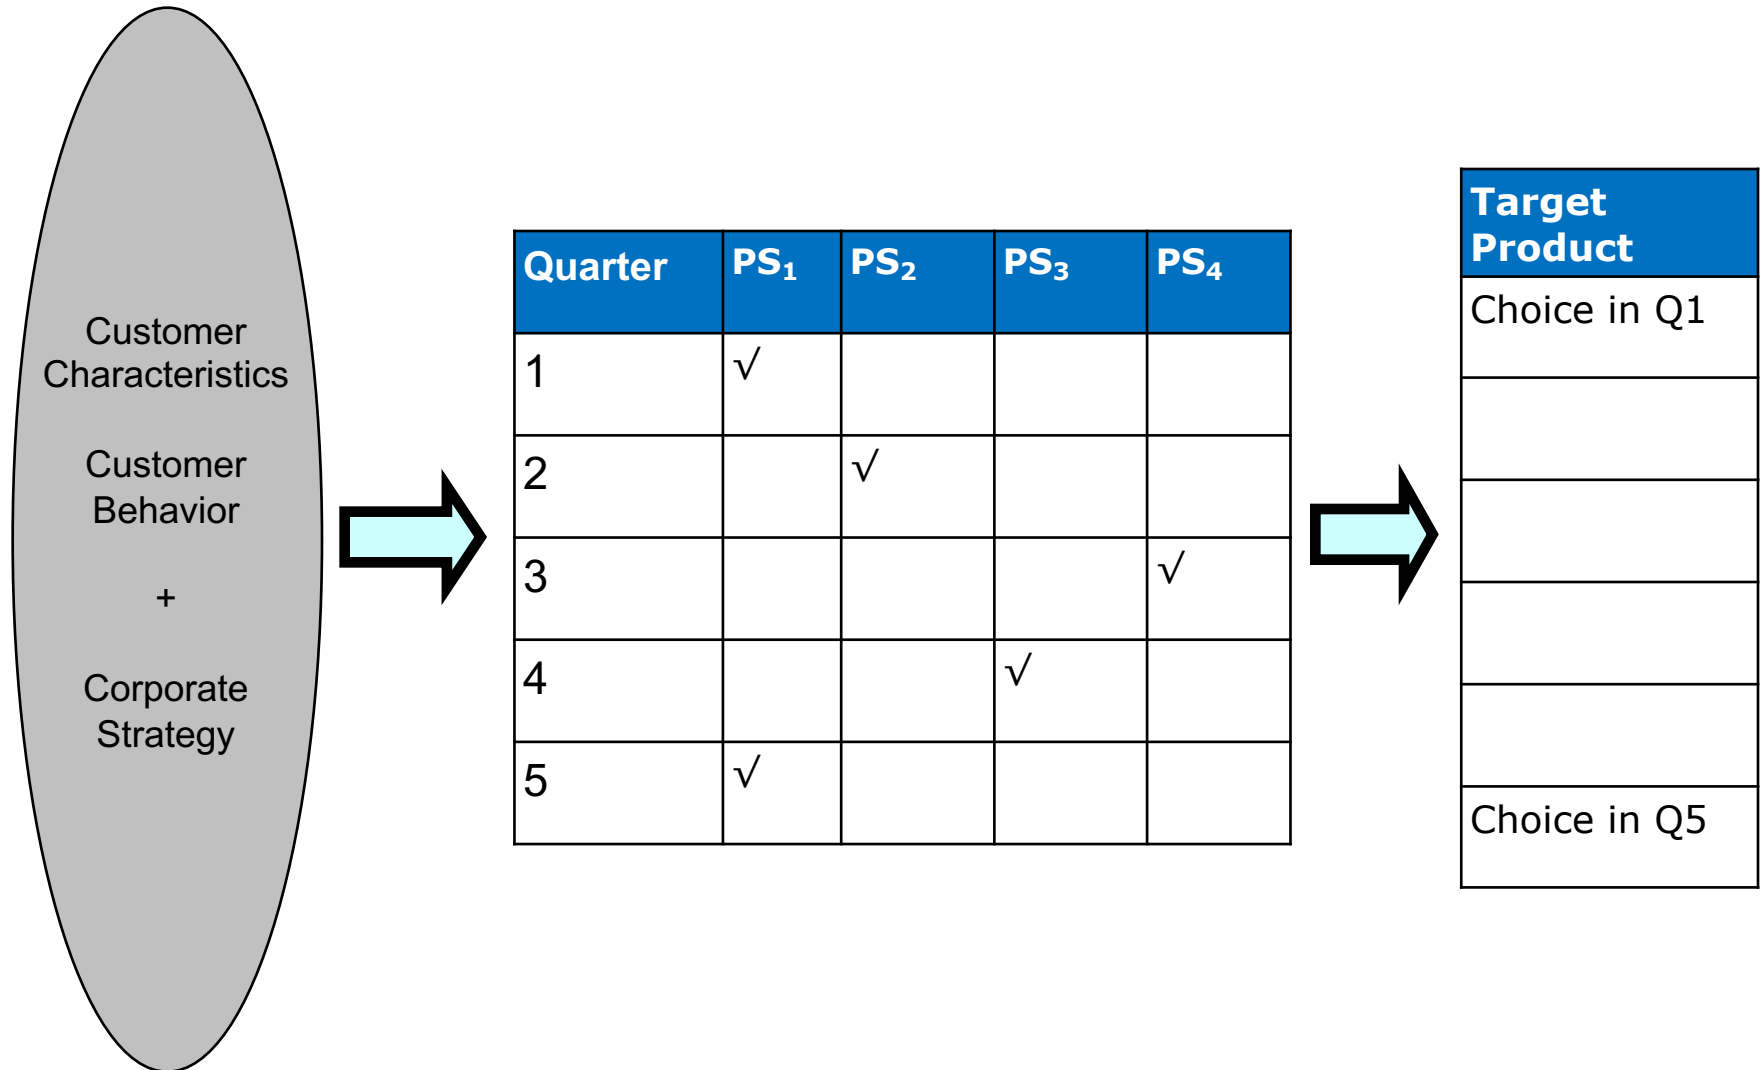 Customer
Characteristics
Customer
Behavior
+
Corporate
Strategy
Quarter PS₁ PS₂ PS₃ PS₄
1 √
2 √
3 √
4 √
5 √
Target
Product
Choice in Q1
Choice in Q5